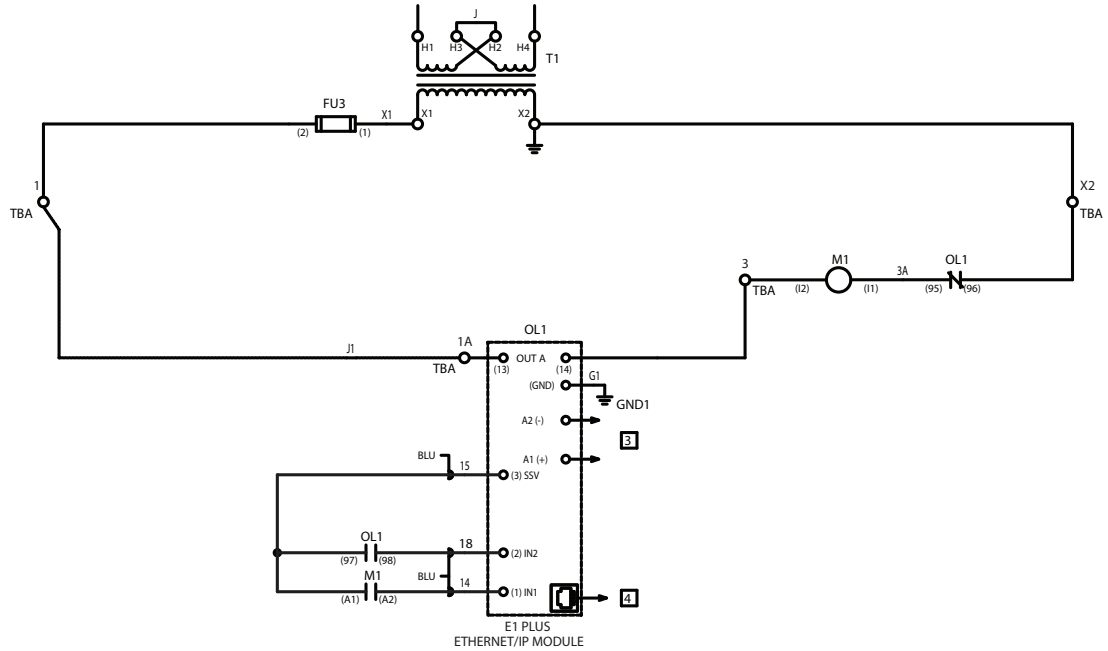 J
H1 H3 H2 H4
T1
FU3
X1
(2) (1)
X1
X2
1
TBA
X2
TBA
3
TBA
M1
3A
OL1
(I2) (I1)
(95) (96)
OL1
J1
1A
TBA
(13)
OUT A
(14)
(GND)
G1
GND1
A2 (-)
3
A1 (+)
BLU
15
(3) SSV
OL1
(97) (98)
18
(2) IN2
M1
(A1) (A2)
BLU
14
(1) IN1
4
E1 PLUS
ETHERNET/IP MODULE